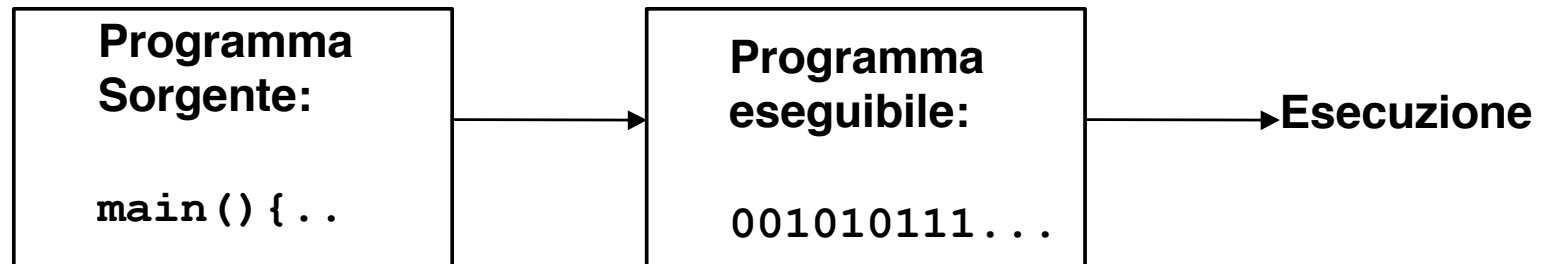 Programma
Sorgente:
main(){..
Programma
eseguibile:
001010111...
Esecuzione